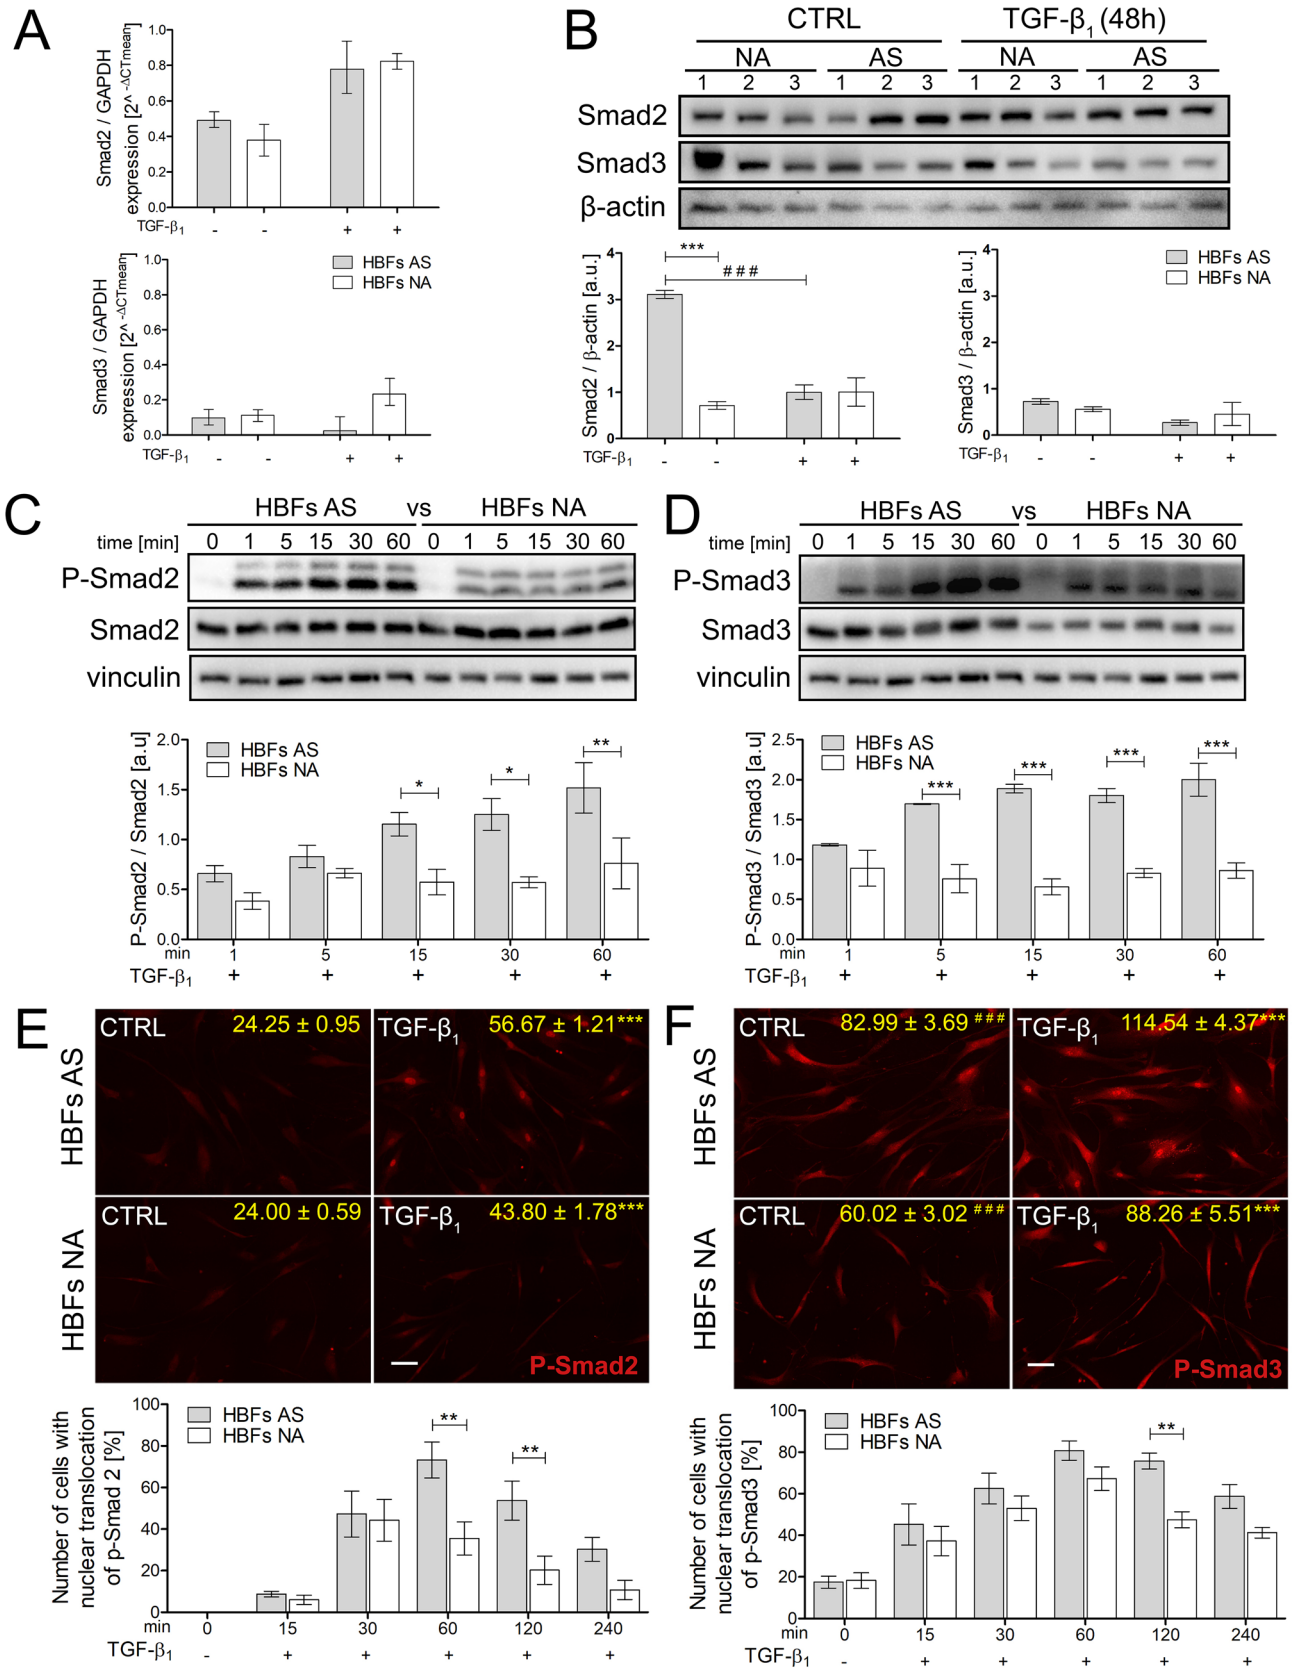 A
Smad2 / GAPDH
expression [2^ -ΔCTmean]
1.0
0.8
0.6
0.4
0.2
0.0
TGF-β1 - - + +
Smad3 / GAPDH
expression [2^ -ΔCTmean]
1.0
0.8
0.6
0.4
0.2
0.0
HBFs AS
HBFs NA
TGF-β1 - - + +
B
CTRL TGF-β1 (48h)
NA AS NA AS
1 2 3 1 2 3 1 2 3 1 2 3
Smad2
Smad3
β-actin
Smad2 / β-actin [a.u.]
4
3
2
1
0
***
###
TGF-β1 - - + +
Smad3 / β-actin [a.u.]
4
3
2
1
0
HBFs AS
HBFs NA
TGF-β1 - - + +
C
HBFs AS vs HBFs NA
time [min] 0 1 5 15 30 60 0 1 5 15 30 60
P-Smad2
Smad2
vinculin
P-Smad2 / Smad2 [a.u]
2.0
1.5
1.0
0.5
0.0
HBFs AS
HBFs NA
* * **
min 1 5 15 30 60
TGF-β1 + + + + +
D
HBFs AS vs HBFs NA
time [min] 0 1 5 15 30 60 0 1 5 15 30 60
P-Smad3
Smad3
vinculin
P-Smad3 / Smad3 [a.u]
2.5
2.0
1.5
1.0
0.5
0.0
HBFs AS
HBFs NA
*** *** *** ***
min 1 5 15 30 60
TGF-β1 + + + + +
E
HBFs AS
CTRL 24.25 ± 0.95
TGF-β1 56.67 ± 1.21***
HBFs NA
CTRL 24.00 ± 0.59
TGF-β1 43.80 ± 1.78***
P-Smad2
Number of cells with
nuclear translocation
of p-Smad 2 [%]
100
80
60
40
20
0
HBFs AS
HBFs NA
** **
min 0 15 30 60 120 240
TGF-β1 - + + + + +
F
HBFs AS
CTRL 82.99 ± 3.69 ###
TGF-β1 114.54 ± 4.37***
HBFs NA
CTRL 60.02 ± 3.02 ###
TGF-β1 88.26 ± 5.51***
P-Smad3
Number of cells with
nuclear translocation
of p-Smad3 [%]
100
80
60
40
20
0
HBFs AS
HBFs NA
**
min 0 15 30 60 120 240
TGF-β1 - + + + + +